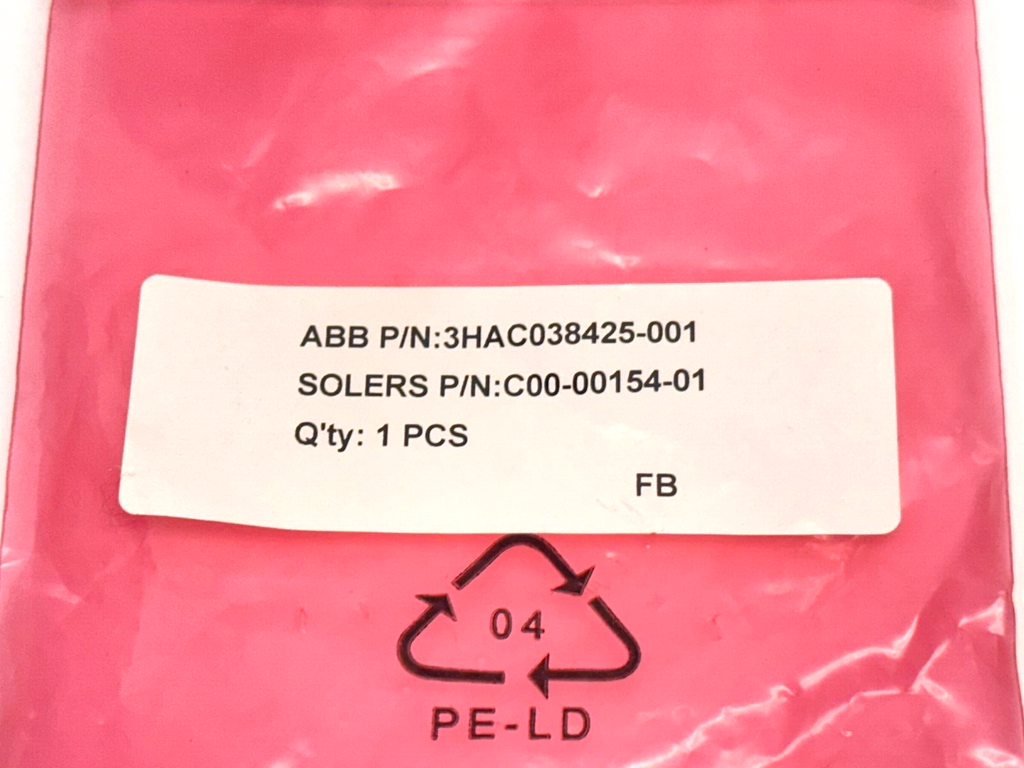 ABB P/N:3HAC038425-001
SOLERS P/N:C00-00154-01
Q'ty: 1 PCS
FB
04
PE-LD